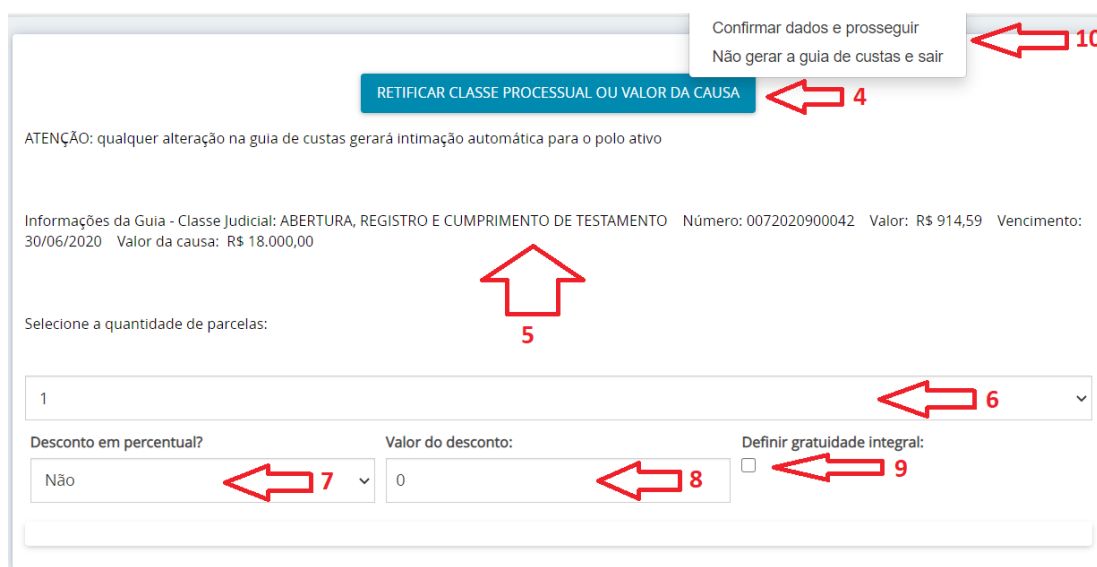 Confirmar dados e prosseguir
10
Não gerar a guia de custas e sair
RETIFICAR CLASSE PROCESSUAL OU VALOR DA CAUSA
4
ATENÇÃO: qualquer alteração na guia de custas gerará intimação automática para o polo ativo
Informações da Guia - Classe Judicial: ABERTURA, REGISTRO E CUMPRIMENTO DE TESTAMENTO Número: 0072020900042 Valor: R$ 914,59 Vencimento:
30/06/2020 Valor da causa: R$ 18.000,00
5
Selecione a quantidade de parcelas:
1
6
Desconto em percentual? Valor do desconto: Definir gratuidade integral:
Não 7 0 8 9